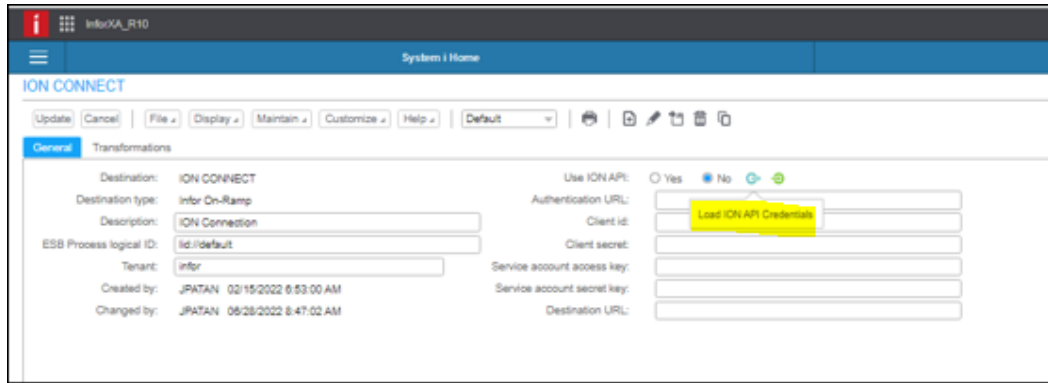 InforXA_R10
System i Home
ION CONNECT
Update Cancel File Display Maintain Customize Help Default
General Transformations
Destination: ION CONNECT
Destination type: Infor On-Ramp
Description: ION Connection
ESB Process logical ID: lid://default
Tenant: infor
Created by: JPATAN 02/15/2022 6:53:00 AM
Changed by: JPATAN 06/28/2022 8:47:02 AM
Use ION API: Yes No
Load ION API Credentials
Authentication URL:
Client id:
Client secret:
Service account access key:
Service account secret key:
Destination URL: